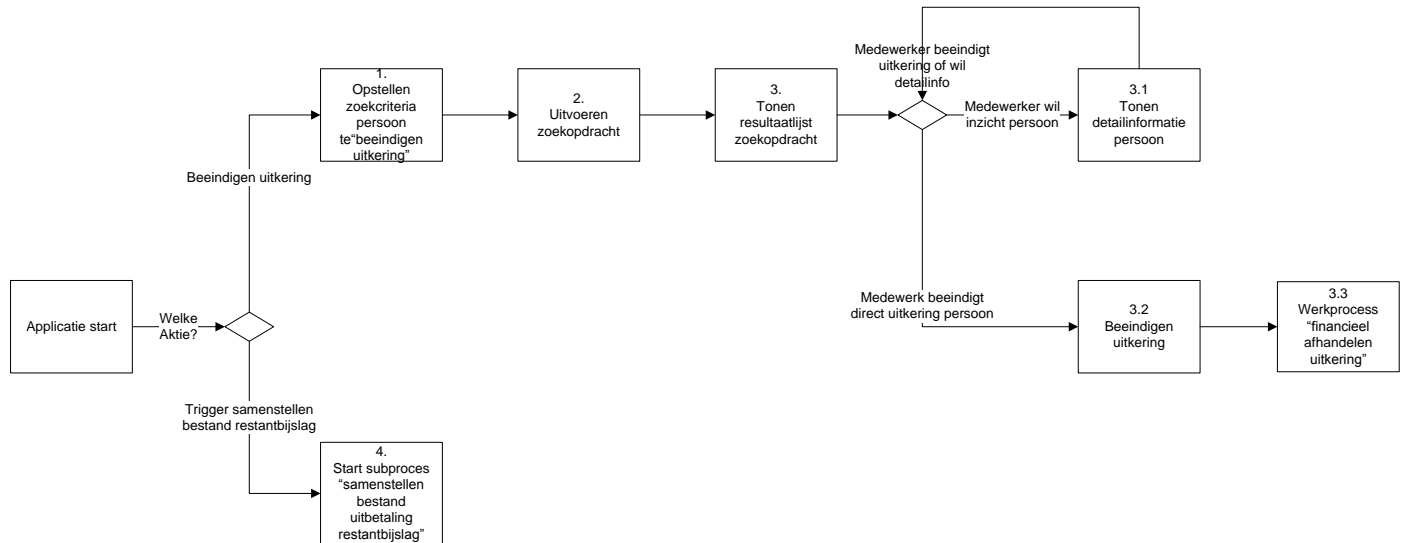 Medewerker beeindigt
uitkering of wil
detailinfo
1.
Opstellen
zoekcriteria
persoon
te“beeindigen
uitkering”
2.
Uitvoeren
zoekopdracht
3.
Tonen
resultaatlijst
zoekopdracht
Medewerker wil
inzicht persoon
3.1
Tonen
detailinformatie
persoon
Beeindigen uitkering
Applicatie start
Welke
Aktie?
Medewerk beeindigt
direct uitkering persoon
3.2
Beeindigen
uitkering
3.3
Werkprocess
“financieel
afhandelen
uitkering”
Trigger samenstellen
bestand restantbijslag
4.
Start subproces
“samenstellen
bestand
uitbetaling
restantbijslag”